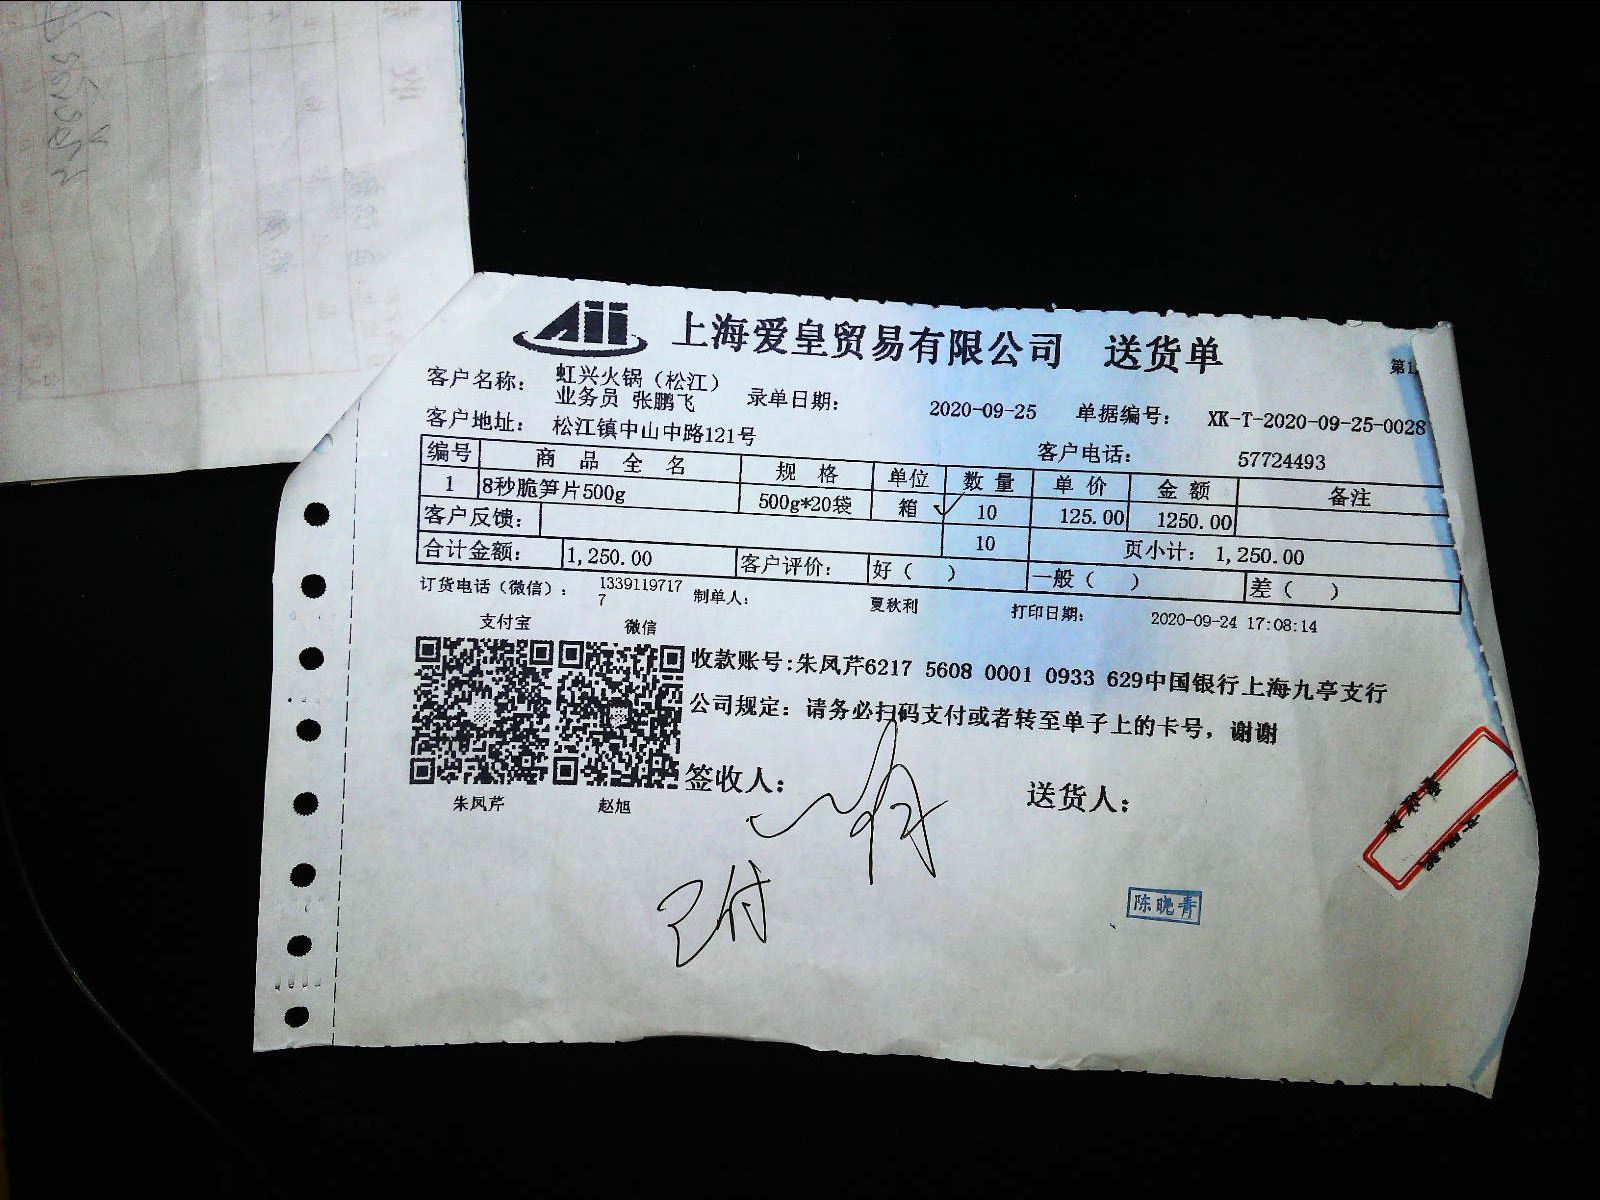 AII 上海爱皇贸易有限公司 送货单
客户名称: 虹兴火锅（松江） 业务员 张鹏飞 录单日期: 2020-09-25 单据编号: XK-T-2020-09-25-0028
客户地址: 松江镇中山中路121号 客户电话: 57724493
编号 商品全名 规格 单位 数量 单价 金额 备注
1 8秒脆笋片500g 500g*20袋 箱 ✓ 10 125.00 1250.00
客户反馈: 10 页小计: 1,250.00
合计金额: 1,250.00 客户评价: 好（ ） 一般（ ） 差（ ）
订货电话（微信）: 13391197177 制单人: 夏秋利 打印日期: 2020-09-24 17:08:14
支付宝 微信
收款账号:朱凤芹6217 5608 0001 0933 629中国银行上海九亭支行
公司规定: 请务必扫码支付或者转至单子上的卡号，谢谢
签收人: 送货人:
朱凤芹 赵旭
已付
陈晓青